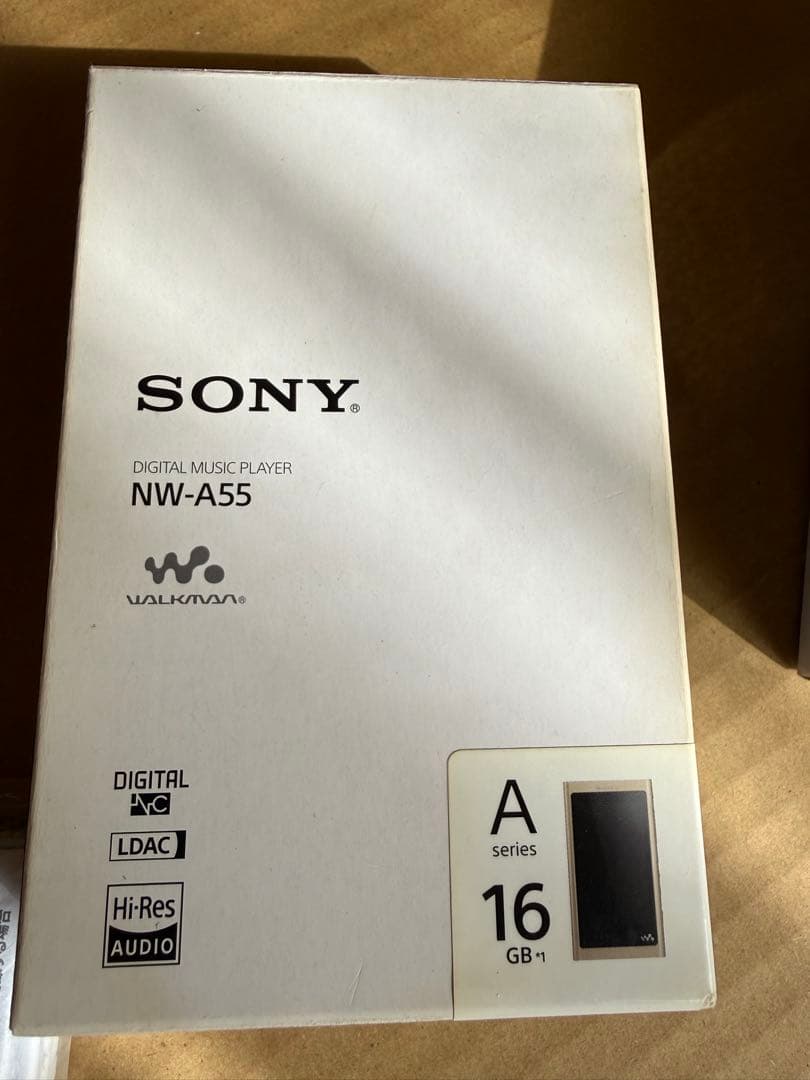 SONY®
DIGITAL MUSIC PLAYER
NW-A55
WALKMAN®
DIGITAL
NC
LDAC
Hi-Res
AUDIO
A
series
16
GB *1